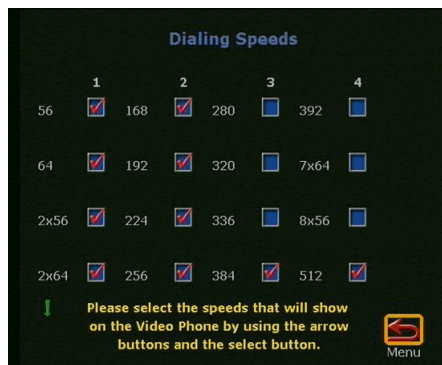 Dialing Speeds
1 2 3 4
56 168 280 392
64 192 320 7x64
2x56 224 336 8x56
2x64 256 384 512
Please select the speeds that will show
on the Video Phone by using the arrow
buttons and the select button.
Menu